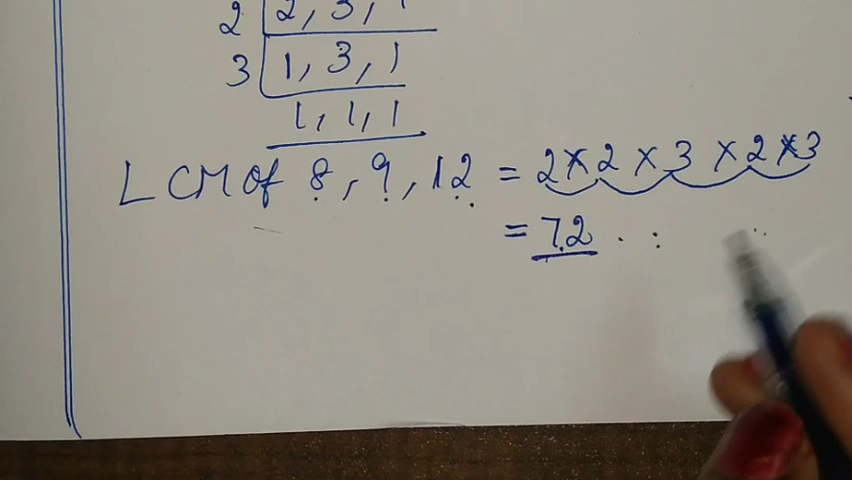 2 | 2, 3, 1
3 | 1, 3, 1
1, 1, 1
LCM of 8, 9, 12 = 2 × 2 × 3 × 2 × 3
= 72